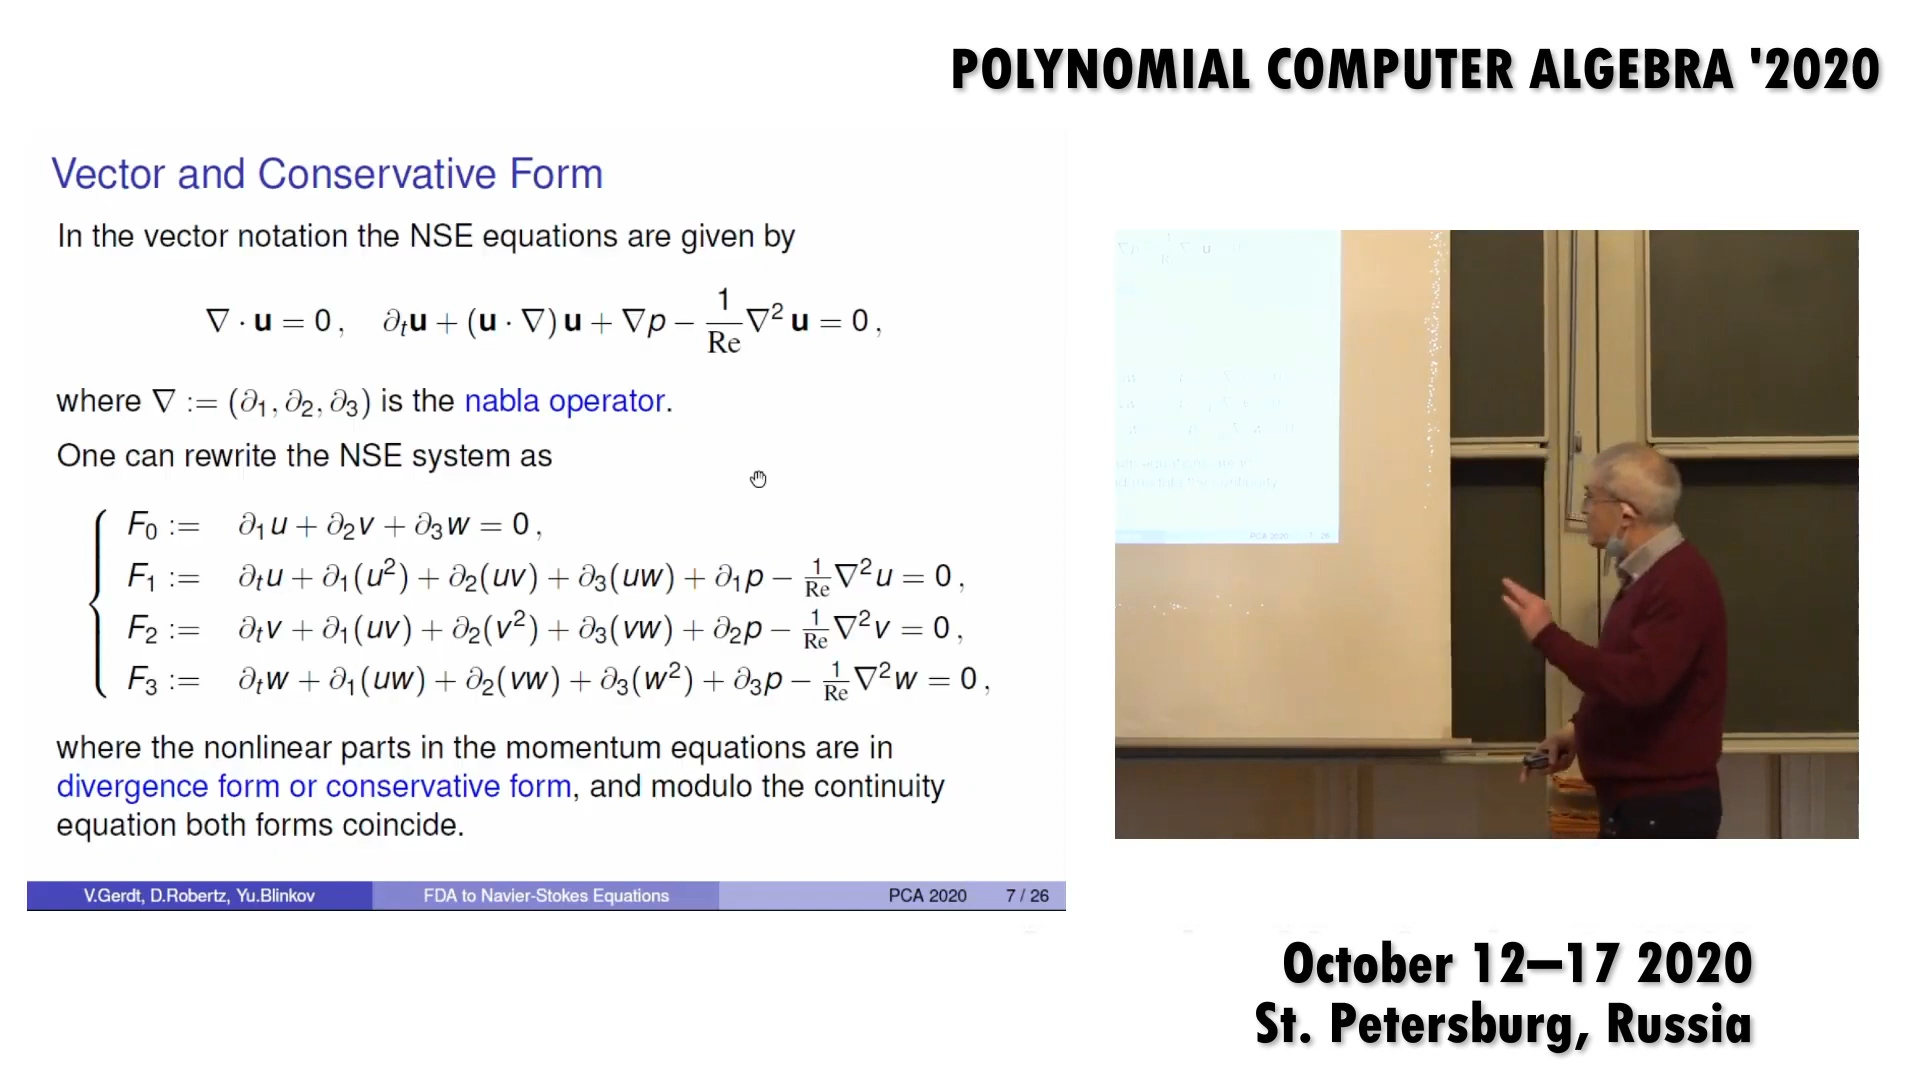 POLYNOMIAL COMPUTER ALGEBRA '2020
Vector and Conservative Form
In the vector notation the NSE equations are given by
∇ · u = 0 ,   ∂ₜu + (u · ∇) u + ∇p − 1/Re ∇² u = 0 ,
where ∇ := (∂₁, ∂₂, ∂₃) is the nabla operator.
One can rewrite the NSE system as
F₀ := ∂₁u + ∂₂v + ∂₃w = 0 ,
F₁ := ∂ₜu + ∂₁(u²) + ∂₂(uv) + ∂₃(uw) + ∂₁p − 1/Re ∇²u = 0 ,
F₂ := ∂ₜv + ∂₁(uv) + ∂₂(v²) + ∂₃(vw) + ∂₂p − 1/Re ∇²v = 0 ,
F₃ := ∂ₜw + ∂₁(uw) + ∂₂(vw) + ∂₃(w²) + ∂₃p − 1/Re ∇²w = 0 ,
where the nonlinear parts in the momentum equations are in
divergence form or conservative form, and modulo the continuity
equation both forms coincide.
V.Gerdt, D.Robertz, Yu.Blinkov FDA to Navier-Stokes Equations PCA 2020 7 / 26
October 12–17 2020
St. Petersburg, Russia